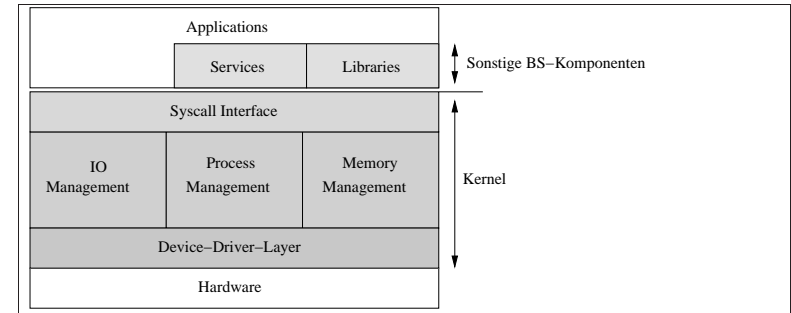 Applications
Services
Libraries
Sonstige BS−Komponenten
Syscall Interface
IO
Management
Process
Management
Memory
Management
Kernel
Device−Driver−Layer
Hardware